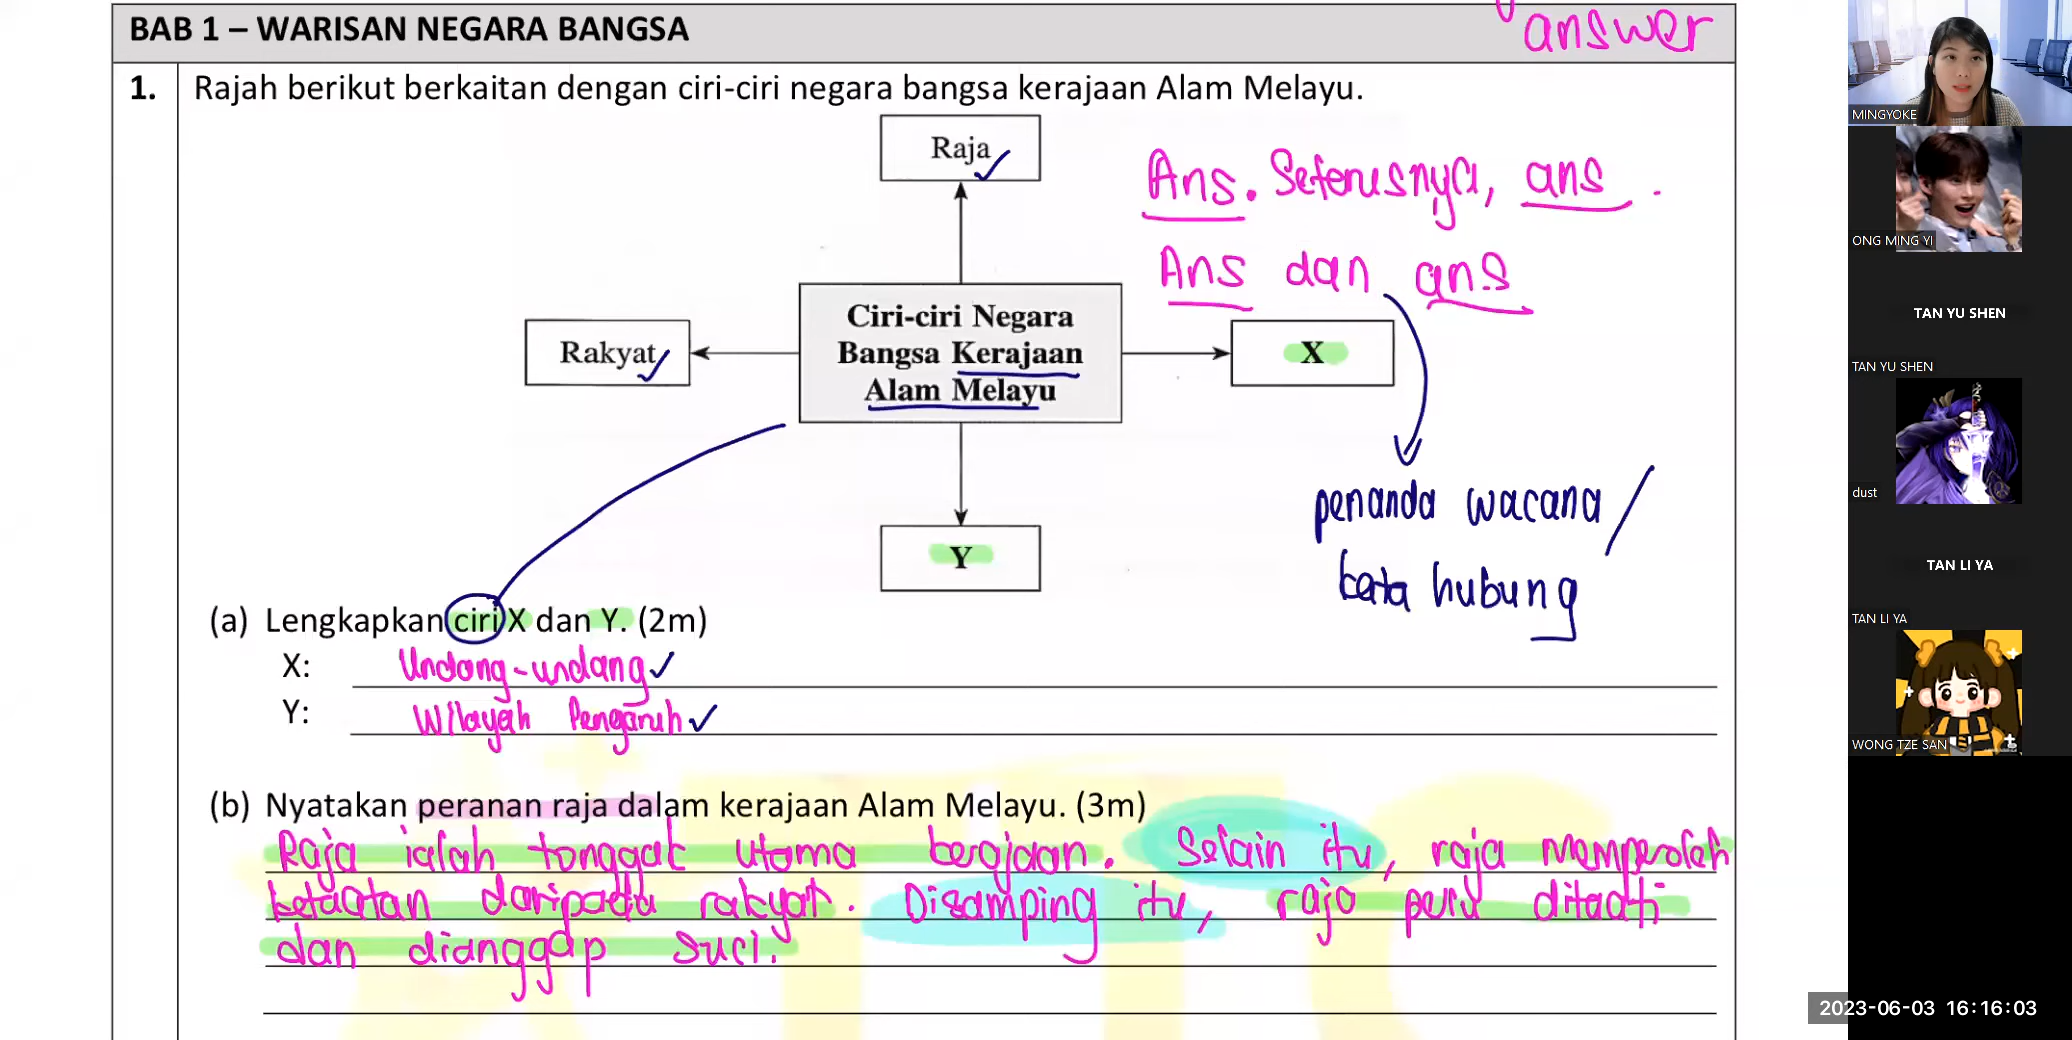 answer
BAB 1 – WARISAN NEGARA BANGSA
1. Rajah berikut berkaitan dengan ciri-ciri negara bangsa kerajaan Alam Melayu.
Raja
Ans. Seterusnya, ans.
Ans dan ans
Rakyat
Ciri-ciri Negara
Bangsa Kerajaan
Alam Melayu
X
penanda wacana /
kata hubung
Y
(a) Lengkapkan ciri X dan Y. (2m)
X: Undang-undang
Y: Wilayah Pengaruh
(b) Nyatakan peranan raja dalam kerajaan Alam Melayu. (3m)
Raja ialah tonggak utama kerajaan. Selain itu, raja memperoleh
ketaatan daripada rakyat. Disamping itu, raja perlu ditaati
dan dianggap suci.
MINGYOKE
ONG MING YI
TAN YU SHEN
TAN YU SHEN
dust
TAN LI YA
TAN LI YA
WONG TZE SAN
2023-06-03 16:16:03